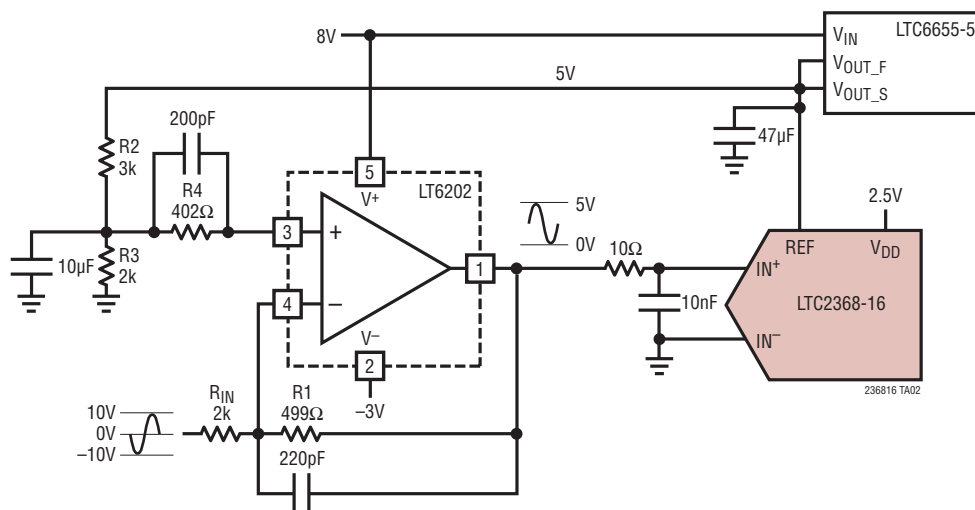 8V
V_IN
LTC6655-5
V_OUT_F
V_OUT_S
5V
200pF
47µF
R2
3k
R4
402Ω
5
V+
LT6202
5V
0V
2.5V
REF
V_DD
3
+
10µF
R3
2k
1
10Ω
IN+
LTC2368-16
4
–
10nF
V–
IN–
2
–3V
236816 TA02
10V
0V
–10V
R_IN
2k
R1
499Ω
220pF